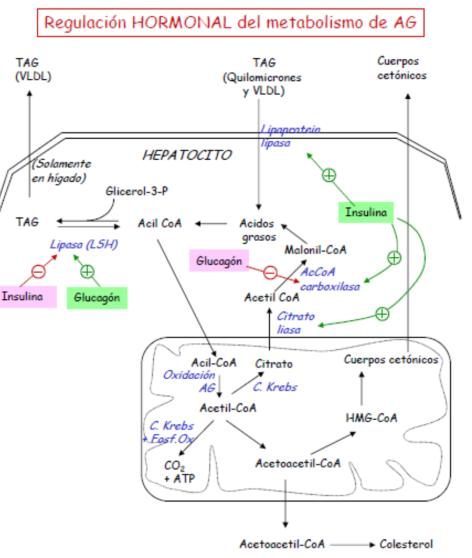 Regulación HORMONAL del metabolismo de AG
TAG
(VLDL)
TAG
(Quilomicrones
y VLDL)
Cuerpos
cetónicos
Lipoprotein
lipasa
HEPATOCITO
(Solamente
en hígado)
Glicerol-3-P
Insulina
TAG
Acil CoA
Acidos
grasos
Malonil-CoA
Lipasa (LSH)
Glucagón
AcCoA
carboxilasa
Insulina
Glucagón
Acetil CoA
Citrato
liasa
Acil-CoA
Citrato
Cuerpos cetónicos
Oxidación
AG
C. Krebs
Acetil-CoA
HMG-CoA
C. Krebs
+ Fosf.Ox
CO2
+ ATP
Acetoacetil-CoA
Acetoacetil-CoA
Colesterol